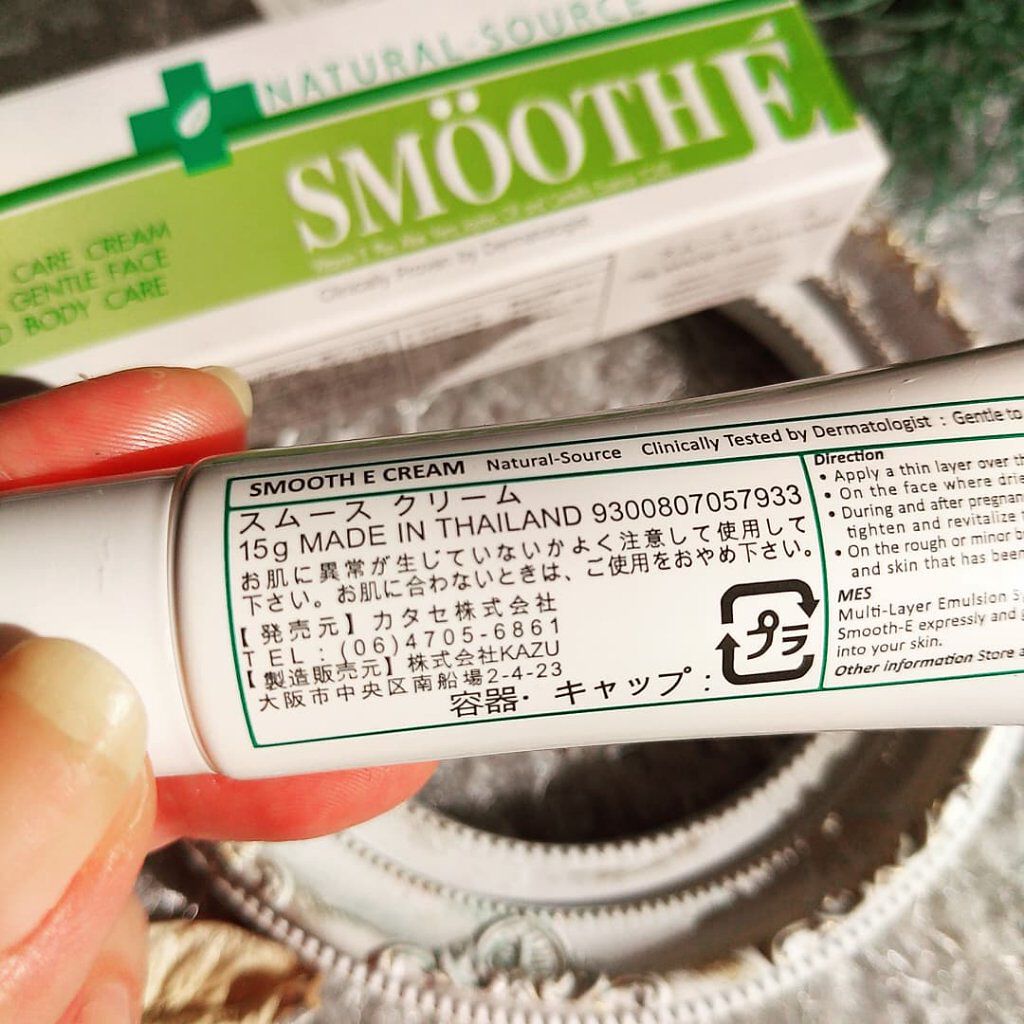 NATURAL-SOURCE
SMÖOTH É
CARE CREAM
GENTLE FACE
BODY CARE
Clinically Proven by Dermatologist
SMOOTH E CREAM Natural-Source Clinically Tested by Dermatologist : Gentle to
スムース クリーム
15g MADE IN THAILAND 9300807057933
お肌に異常が生じていないかよく注意して使用して
下さい。お肌に合わないときは、ご使用をおやめ下さい。
【発売元】カタセ株式会社
TEL:(06)4705-6861
【製造販売元】株式会社KAZU
大阪市中央区南船場2-4-23
容器・キャップ:
プラ
Direction
• Apply a thin layer over
• On the face where
• During and after
tighten and revitalize
• On the rough or minor
and skin that has been
MES
Multi-Layer Emulsion
Smooth-E expressly and
into your skin.
Other information Store